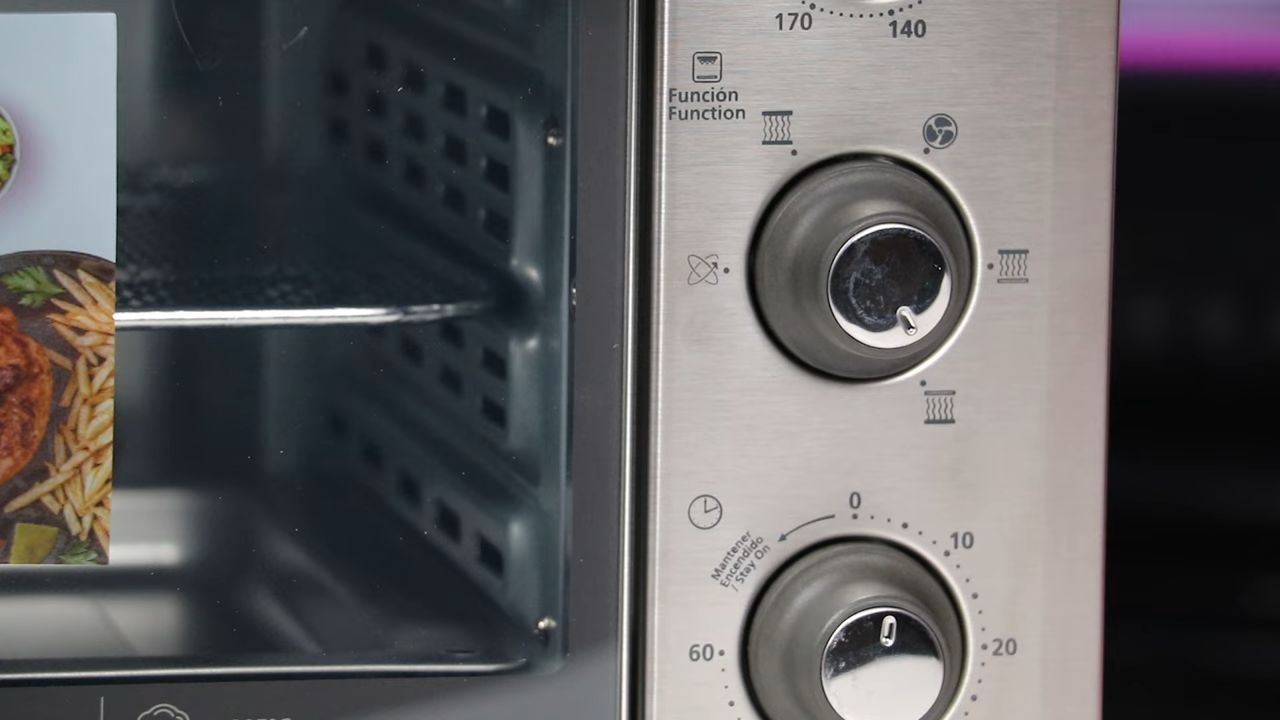 170
140
Función
Function
0
10
Mantener
Encendido
/ Stay On
60
20